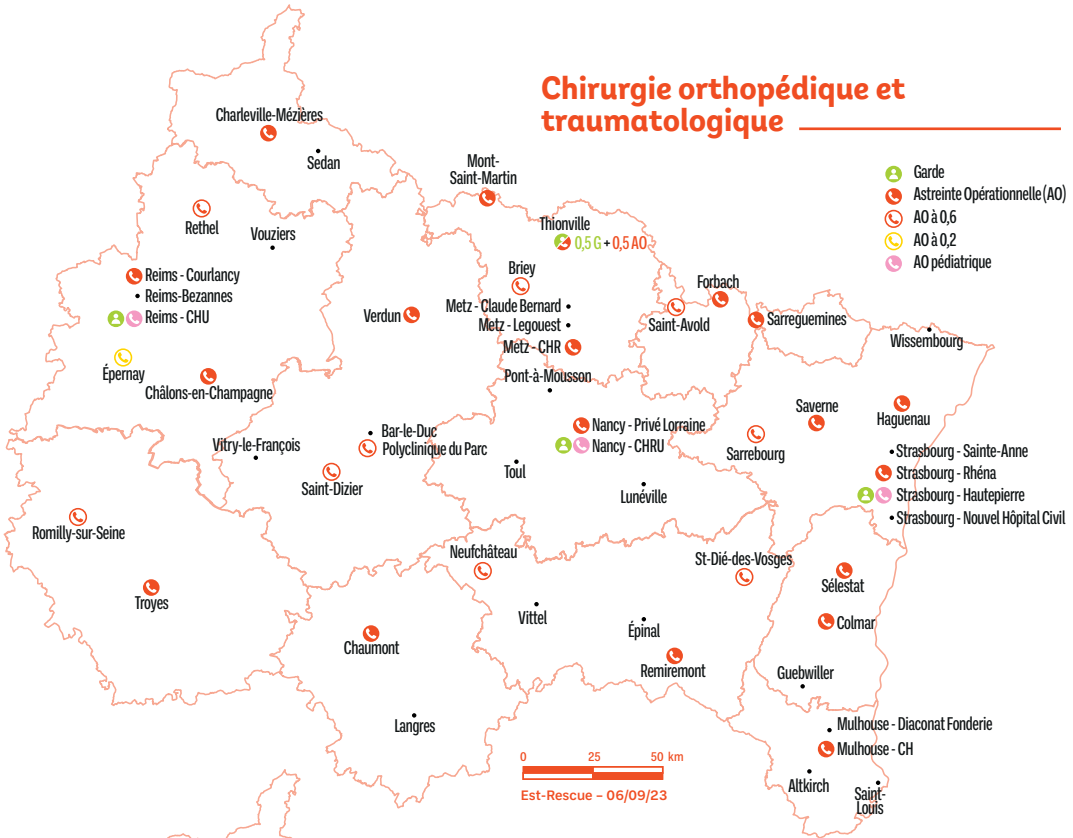 Chirurgie orthopédique et
traumatologique
Garde
Astreinte Opérationnelle (AO)
AO à 0,6
AO à 0,2
AO pédiatrique
Charleville-Mézières
Sedan
Mont-
Saint-Martin
Rethel
Vouziers
Thionville
0,5 G + 0,5 AO
Briey
Reims - Courlancy
Reims-Bezannes
Reims - CHU
Verdun
Metz - Claude Bernard
Metz - Legouest
Metz - CHR
Forbach
Saint-Avold
Sarreguemines
Wissembourg
Épernay
Châlons-en-Champagne
Pont-à-Mousson
Vitry-le-François
Bar-le-Duc
Polyclinique du Parc
Saint-Dizier
Nancy - Privé Lorraine
Nancy - CHRU
Toul
Lunéville
Saverne
Haguenau
Sarrebourg
Strasbourg - Sainte-Anne
Strasbourg - Rhéna
Strasbourg - Hautepierre
Strasbourg - Nouvel Hôpital Civil
Romilly-sur-Seine
Troyes
Neufchâteau
St-Dié-des-Vosges
Sélestat
Vittel
Épinal
Colmar
Chaumont
Remiremont
Guebwiller
Langres
Mulhouse - Diaconat Fonderie
Mulhouse - CH
Altkirch
Saint-
Louis
0 25 50 km
Est-Rescue – 06/09/23